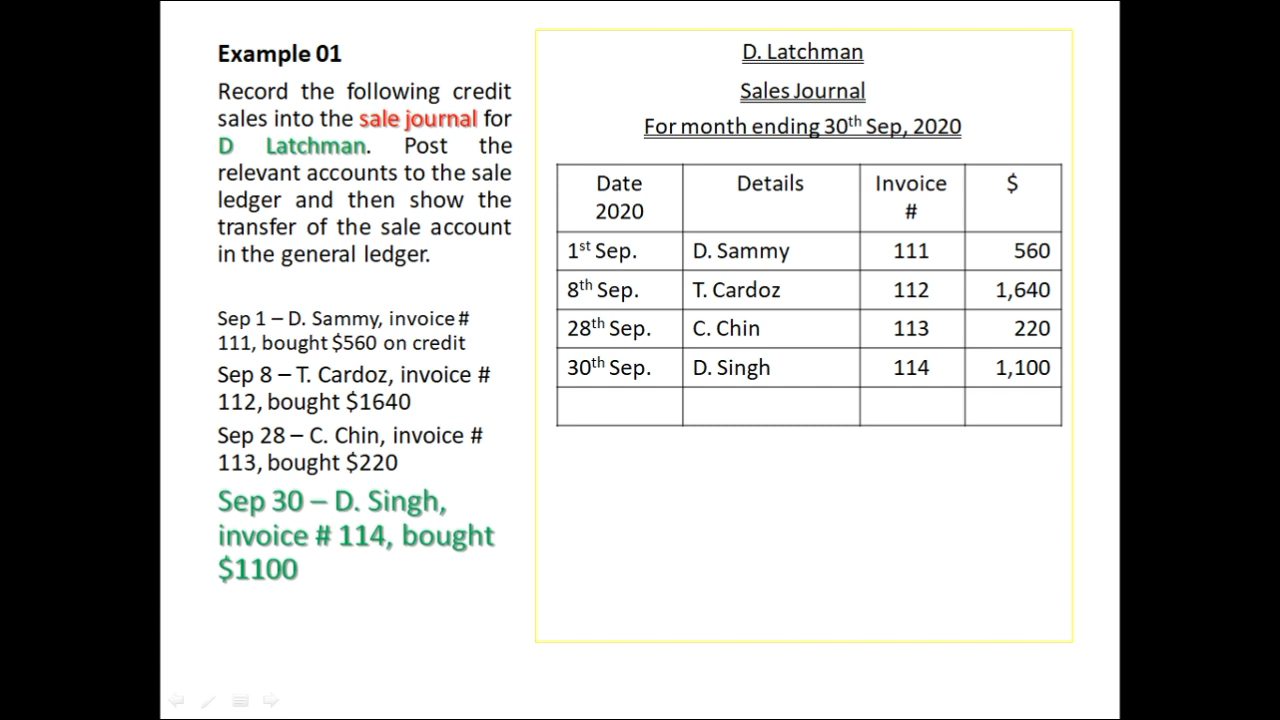 Example 01
Record the following credit
sales into the sale journal for
D Latchman. Post the
relevant accounts to the sale
ledger and then show the
transfer of the sale account
in the general ledger.
Sep 1 – D. Sammy, invoice #
111, bought $560 on credit
Sep 8 – T. Cardoz, invoice #
112, bought $1640
Sep 28 – C. Chin, invoice #
113, bought $220
Sep 30 – D. Singh,
invoice # 114, bought
$1100
D. Latchman
Sales Journal
For month ending 30th Sep, 2020
Date Details Invoice $
2020 #
1st Sep. D. Sammy 111 560
8th Sep. T. Cardoz 112 1,640
28th Sep. C. Chin 113 220
30th Sep. D. Singh 114 1,100